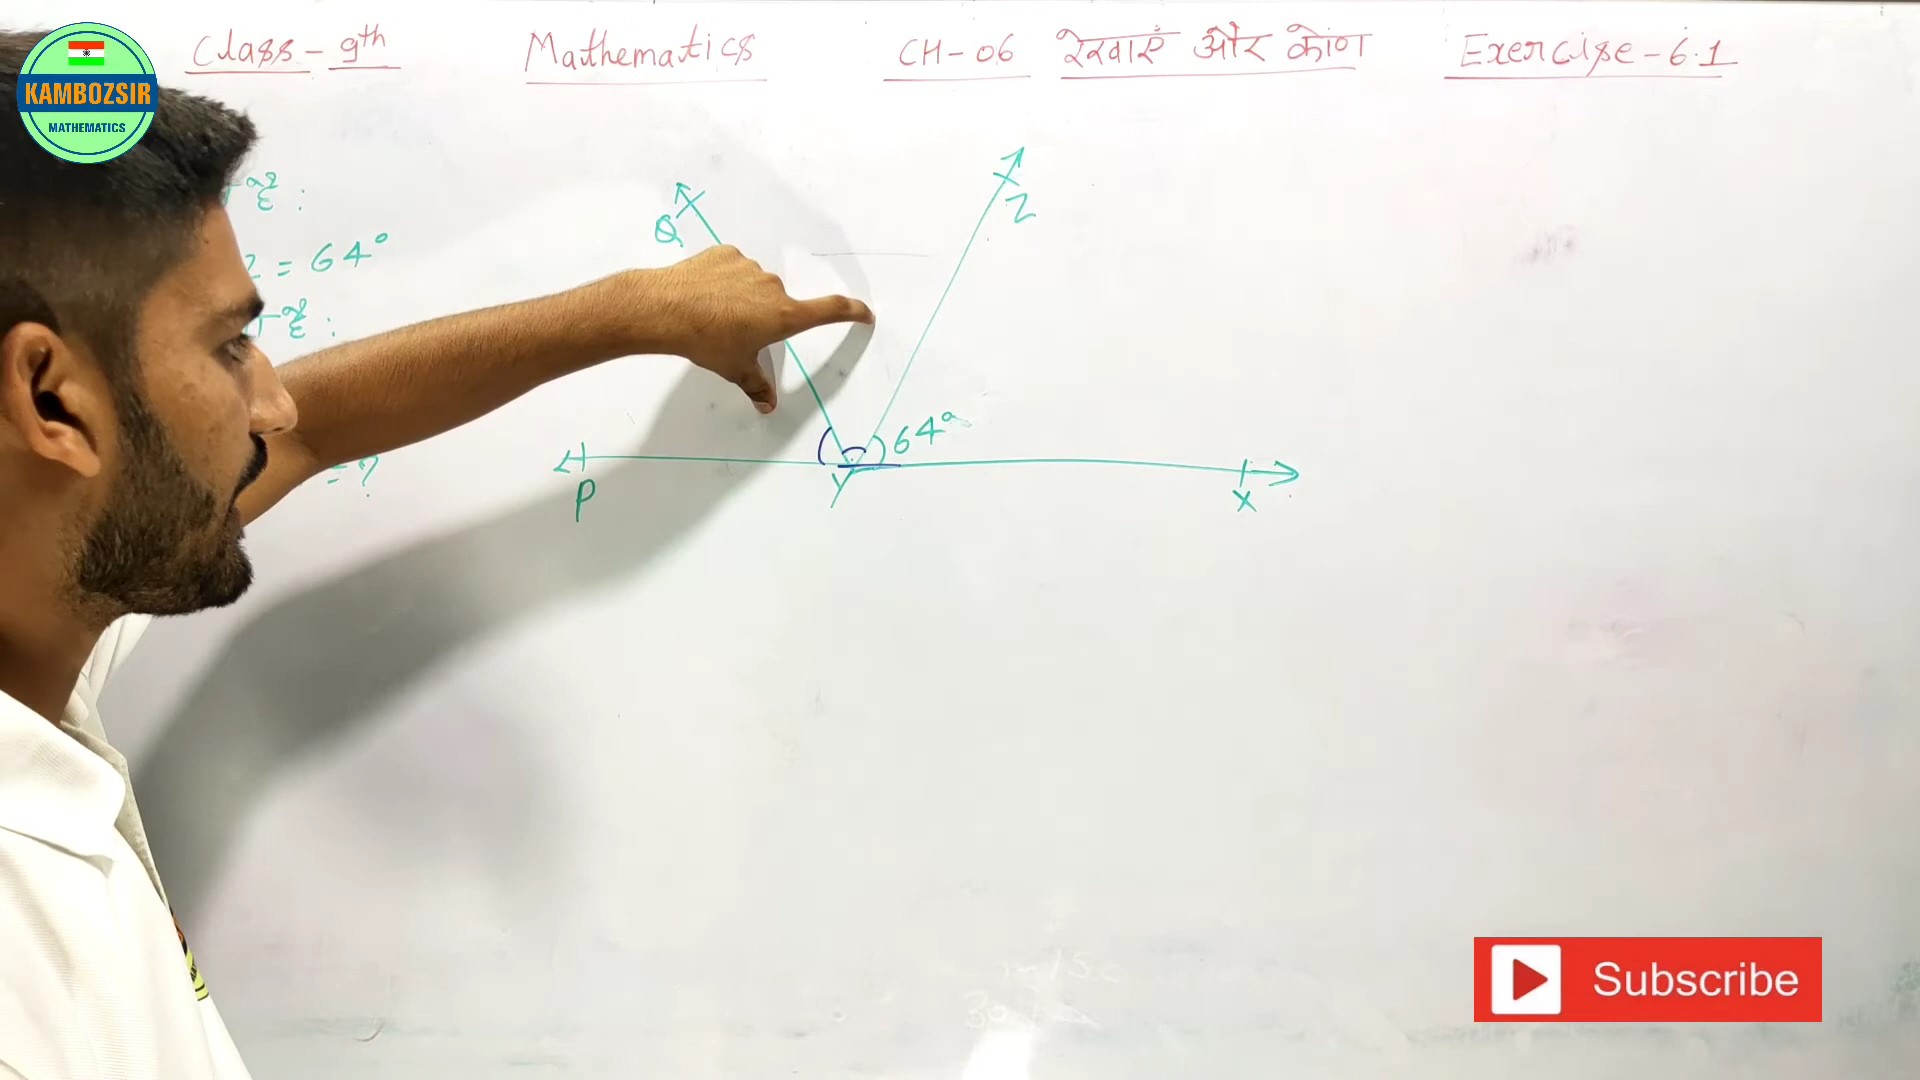 Class - 9th Mathematics CH-06 रेखाएं और कोण Exercise - 6.1
KAMBOZSIR
MATHEMATICS
है :
Z = 64°
है :
= ?
Q
Z
64°
P
Y
X
Subscribe